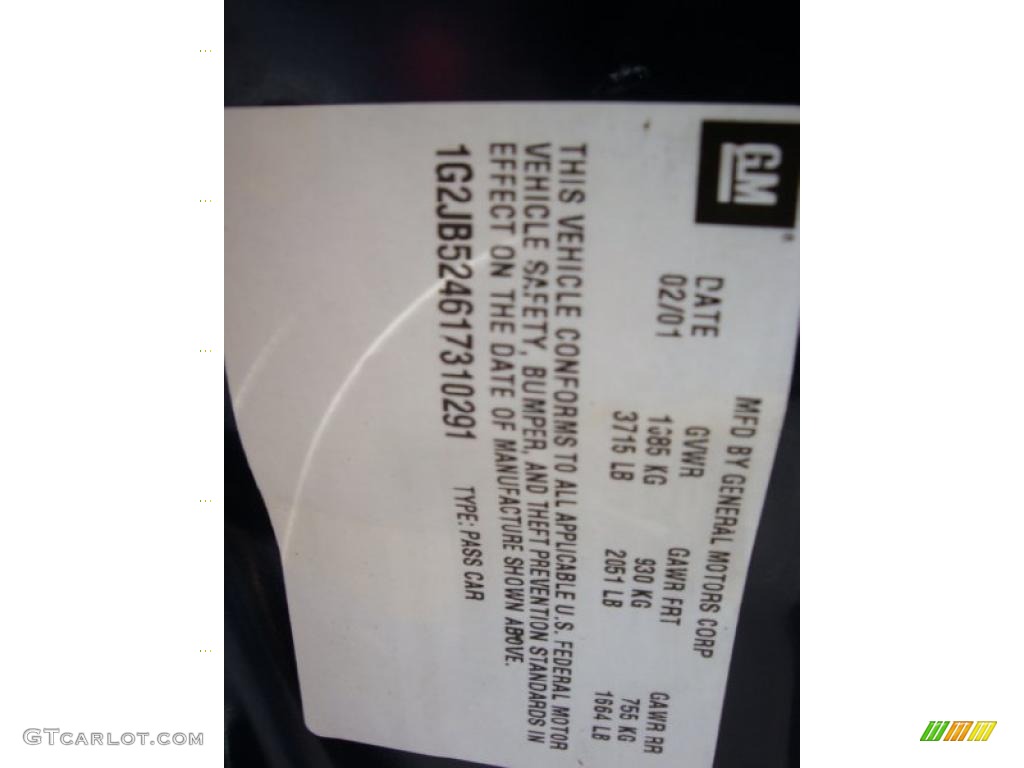 GM
®
MFD BY GENERAL MOTORS CORP
DATE GVWR GAWR FRT GAWR RR
02/01 1685 KG 930 KG 755 KG
3715 LB 2051 LB 1664 LB
THIS VEHICLE CONFORMS TO ALL APPLICABLE U.S. FEDERAL MOTOR
VEHICLE SAFETY, BUMPER, AND THEFT PREVENTION STANDARDS IN
EFFECT ON THE DATE OF MANUFACTURE SHOWN ABOVE.
1G2JB524617310291 TYPE: PASS CAR
GTCARLOT.COM